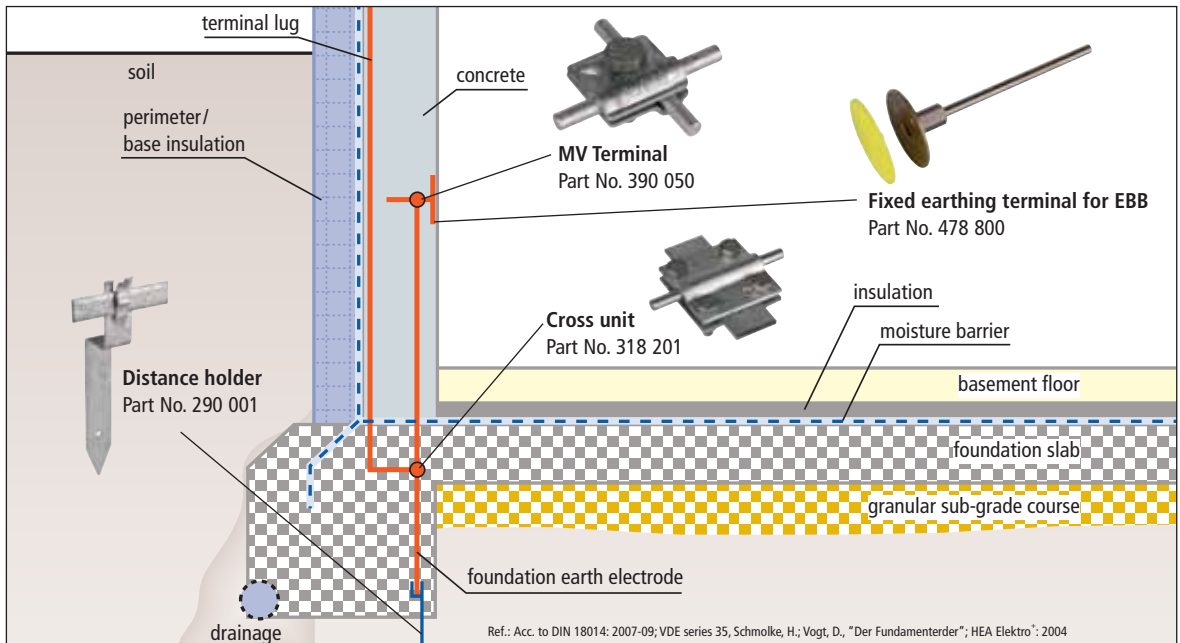 terminal lug
soil
concrete
perimeter/
base insulation
MV Terminal
Part No. 390 050
Fixed earthing terminal for EBB
Part No. 478 800
insulation
Cross unit
Part No. 318 201
moisture barrier
Distance holder
Part No. 290 001
basement floor
foundation slab
granular sub-grade course
foundation earth electrode
drainage
Ref.: Acc. to DIN 18014: 2007-09; VDE series 35, Schmolke, H.; Vogt, D., "Der Fundamenterder"; HEA Elektro⁺: 2004